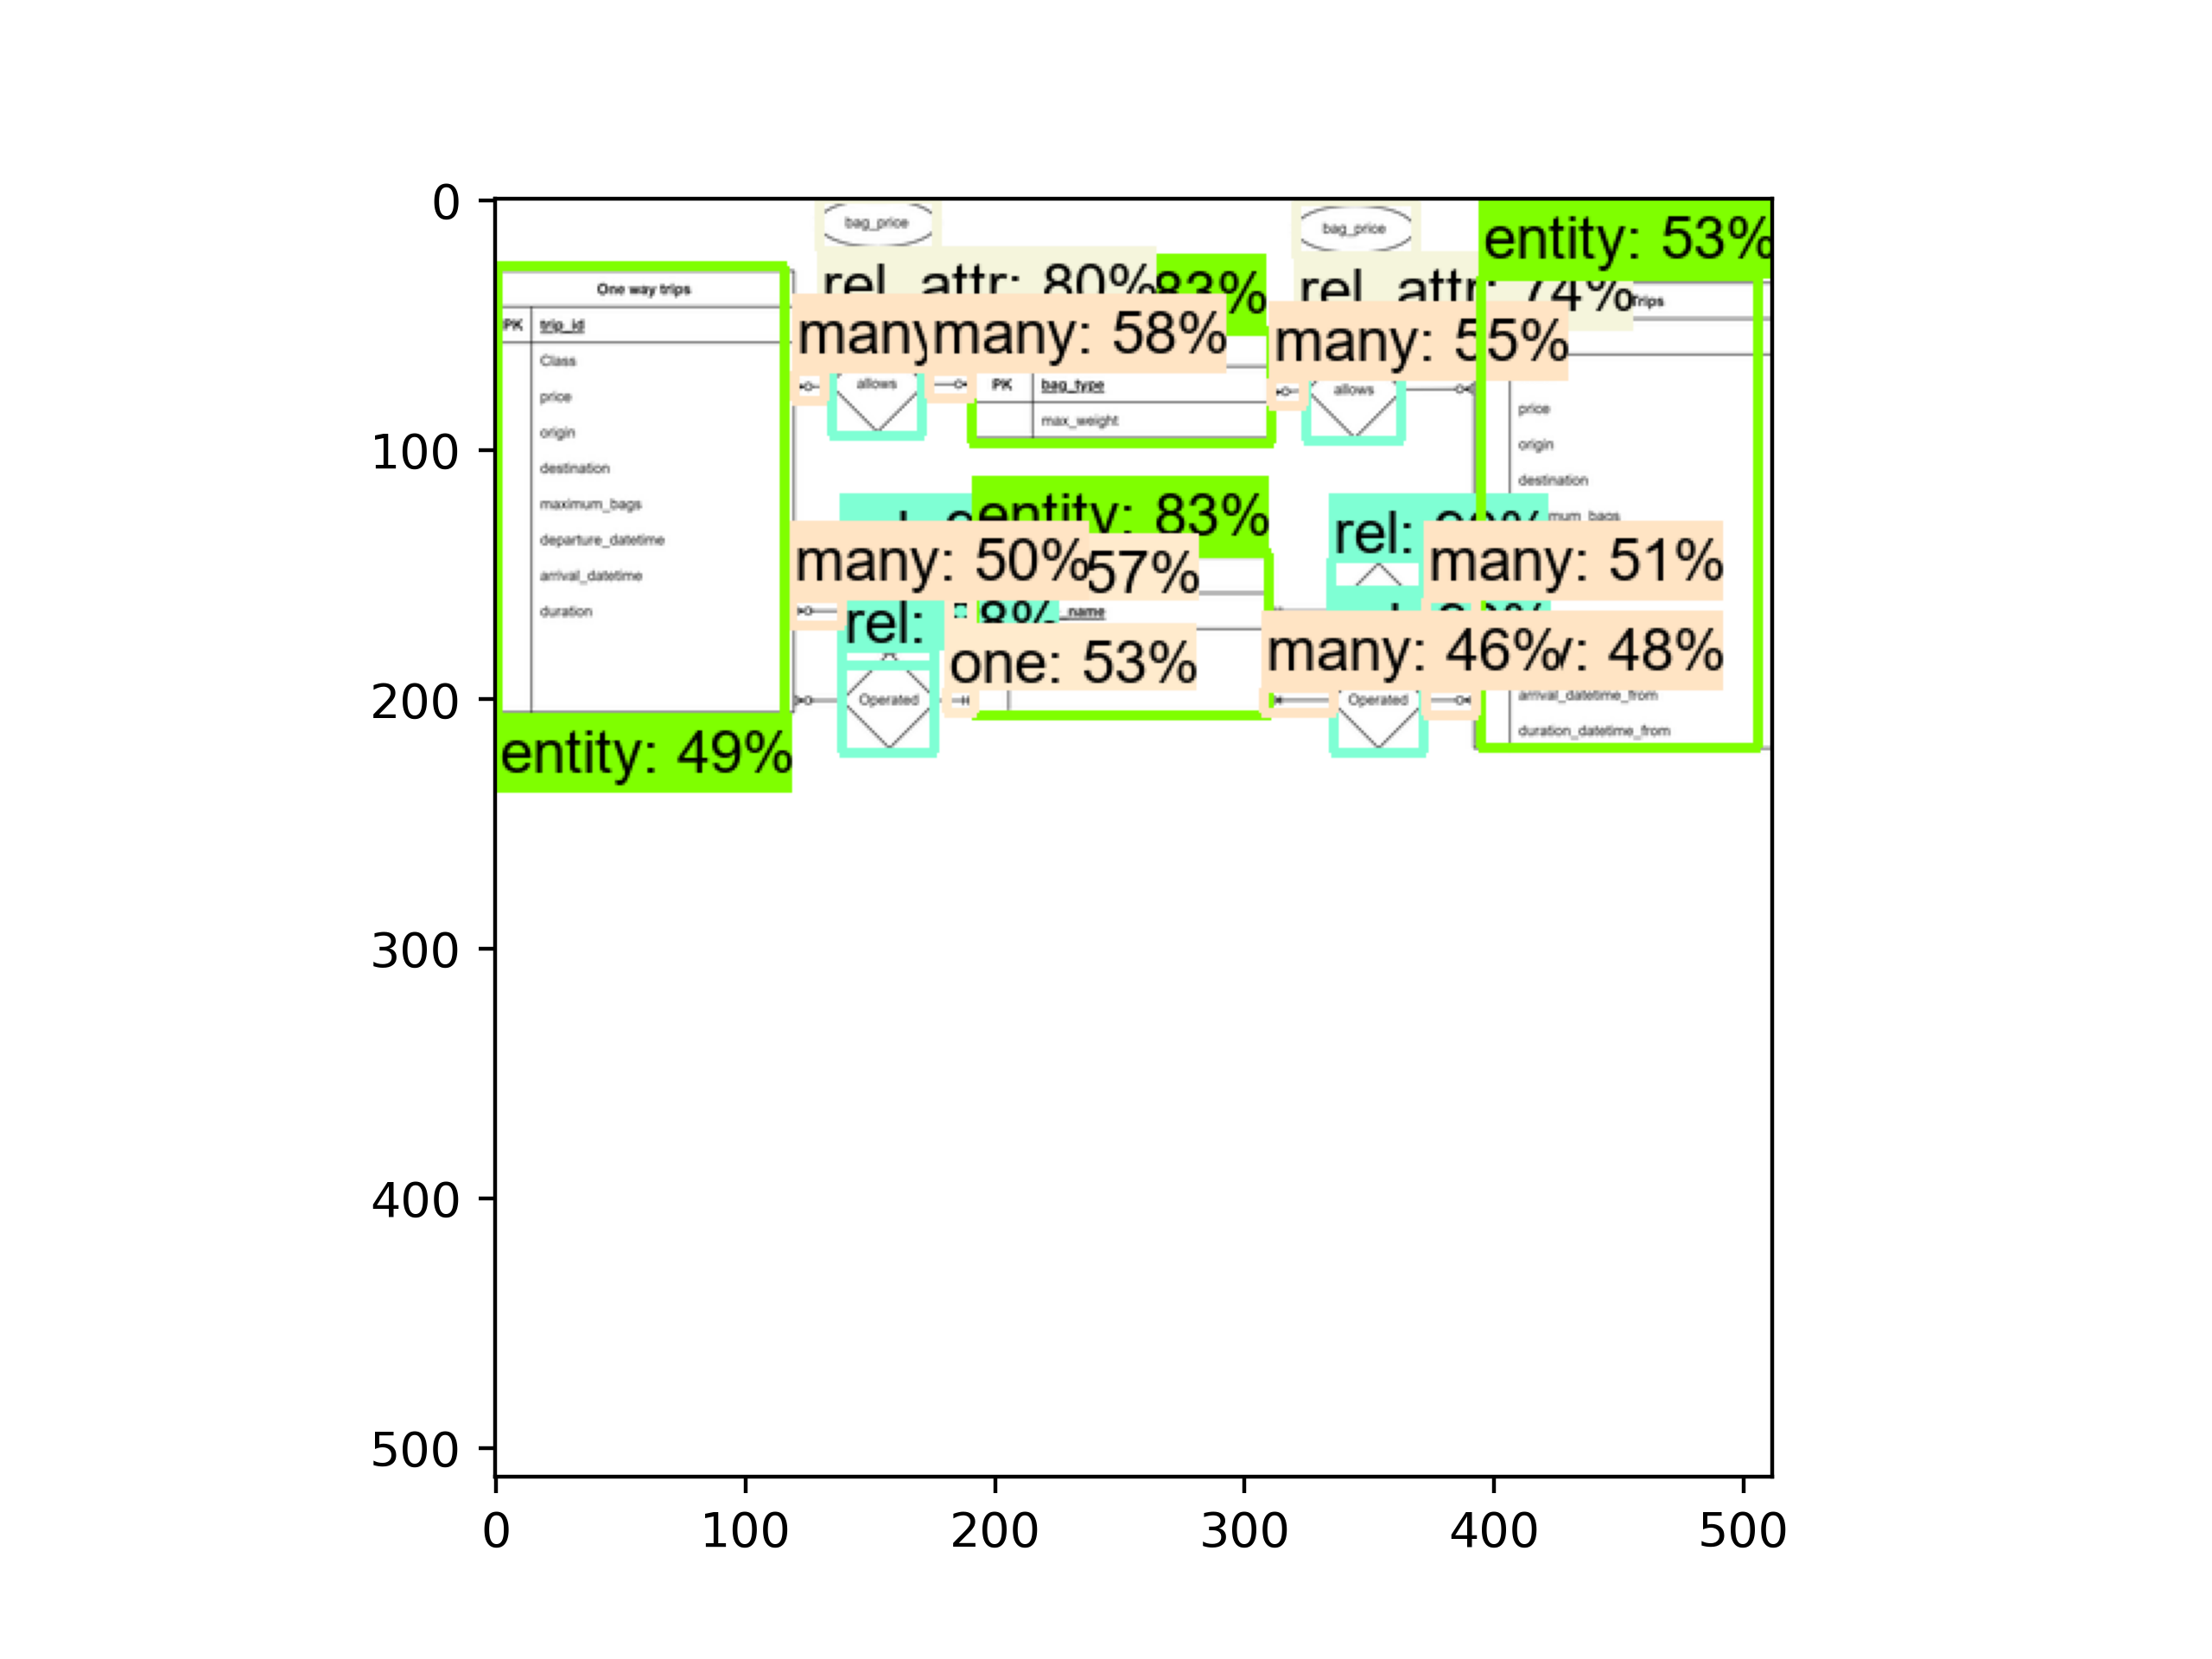 0
100
200
300
400
500
0
100
200
300
400
500
bag_price
bag_price
entity: 53%
rel_attr: 80%
83%
rel_attr: 74%
Trips
One way trips
PK
trip_id
many
many: 58%
many: 55%
Class
price
origin
destination
maximum_bags
departure_datetime
arrival_datetime
duration
allows
PK
bag_type
max_weight
allows
price
origin
destination
mum_bags
entity: 83%
rel:
many: 50%
57%
many: 51%
rel:
8%
_name
one: 53%
many: 46%
: 48%
Operated
Operated
arrival_datetime_from
duration_datetime_from
entity: 49%